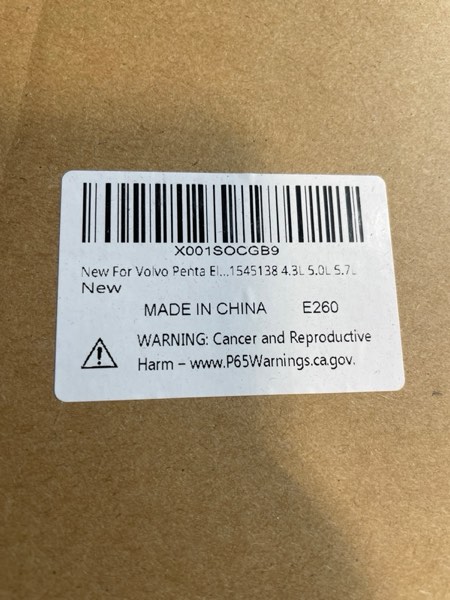 X001SOCGB9
New For Volvo Penta El...1545138 4.3L 5.0L 5.7L
New
MADE IN CHINA E260
WARNING: Cancer and Reproductive
Harm – www.P65Warnings.ca.gov.